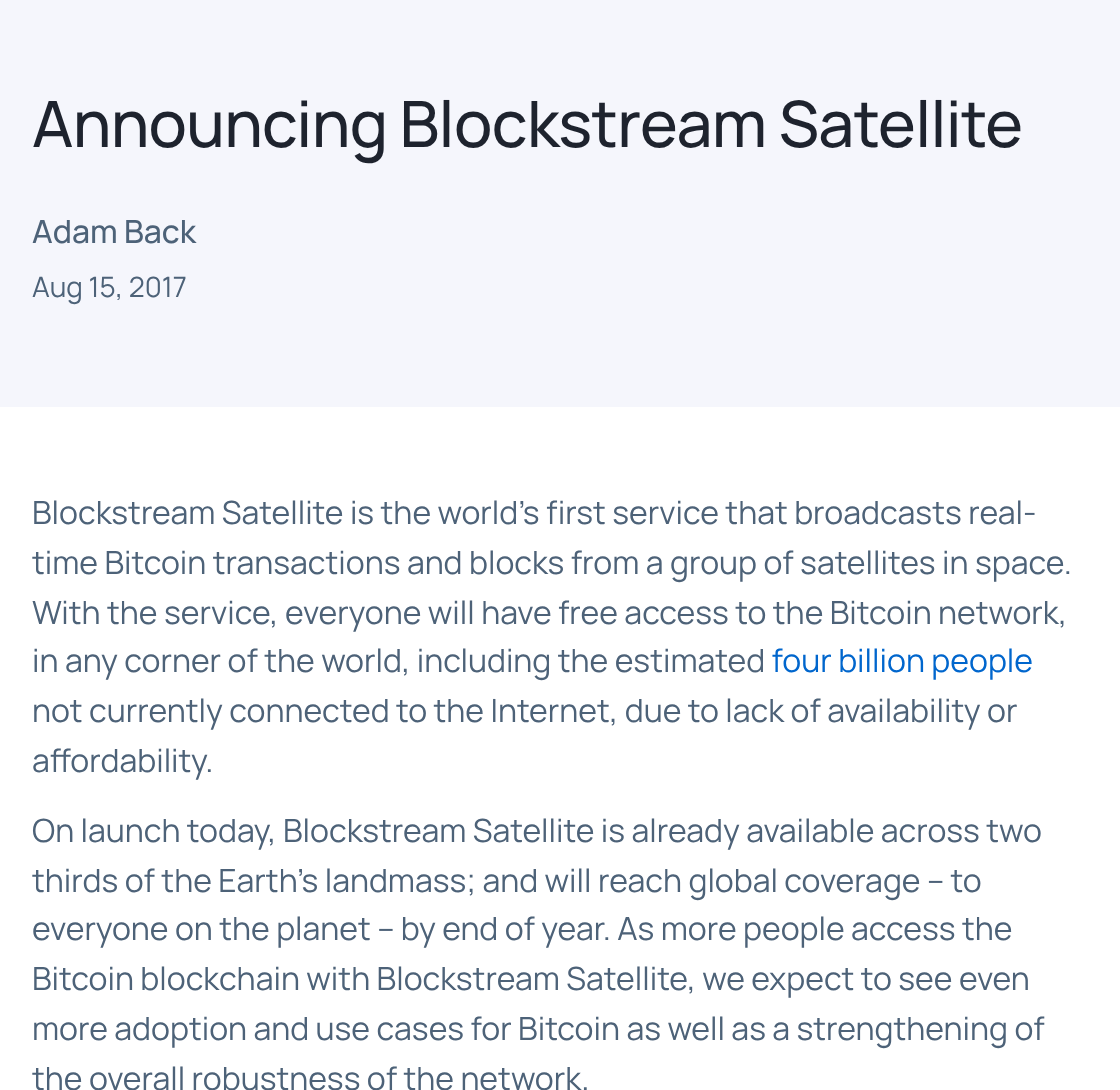 Announcing Blockstream Satellite
Adam Back
Aug 15, 2017
Blockstream Satellite is the world’s first service that broadcasts real-
time Bitcoin transactions and blocks from a group of satellites in space.
With the service, everyone will have free access to the Bitcoin network,
in any corner of the world, including the estimated four billion people
not currently connected to the Internet, due to lack of availability or
affordability.
On launch today, Blockstream Satellite is already available across two
thirds of the Earth’s landmass; and will reach global coverage – to
everyone on the planet – by end of year. As more people access the
Bitcoin blockchain with Blockstream Satellite, we expect to see even
more adoption and use cases for Bitcoin as well as a strengthening of
the overall robustness of the network.